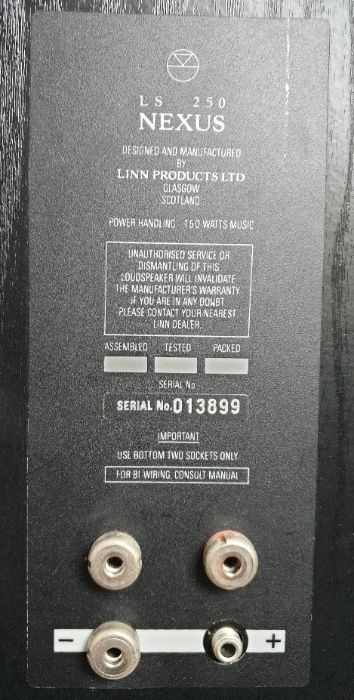 LS 250
NEXUS
DESIGNED AND MANUFACTURED
BY
LINN PRODUCTS LTD
GLASGOW
SCOTLAND
POWER HANDLING 150 WATTS MUSIC
UNAUTHORISED SERVICE OR
DISMANTLING OF THIS
LOUDSPEAKER WILL INVALIDATE
THE MANUFACTURER'S WARRANTY
IF YOU ARE IN ANY DOUBT
PLEASE CONTACT YOUR NEAREST
LINN DEALER.
ASSEMBLED TESTED PACKED
SERIAL No
SERIAL No.013899
IMPORTANT
USE BOTTOM TWO SOCKETS ONLY
FOR BI WIRING, CONSULT MANUAL
− +